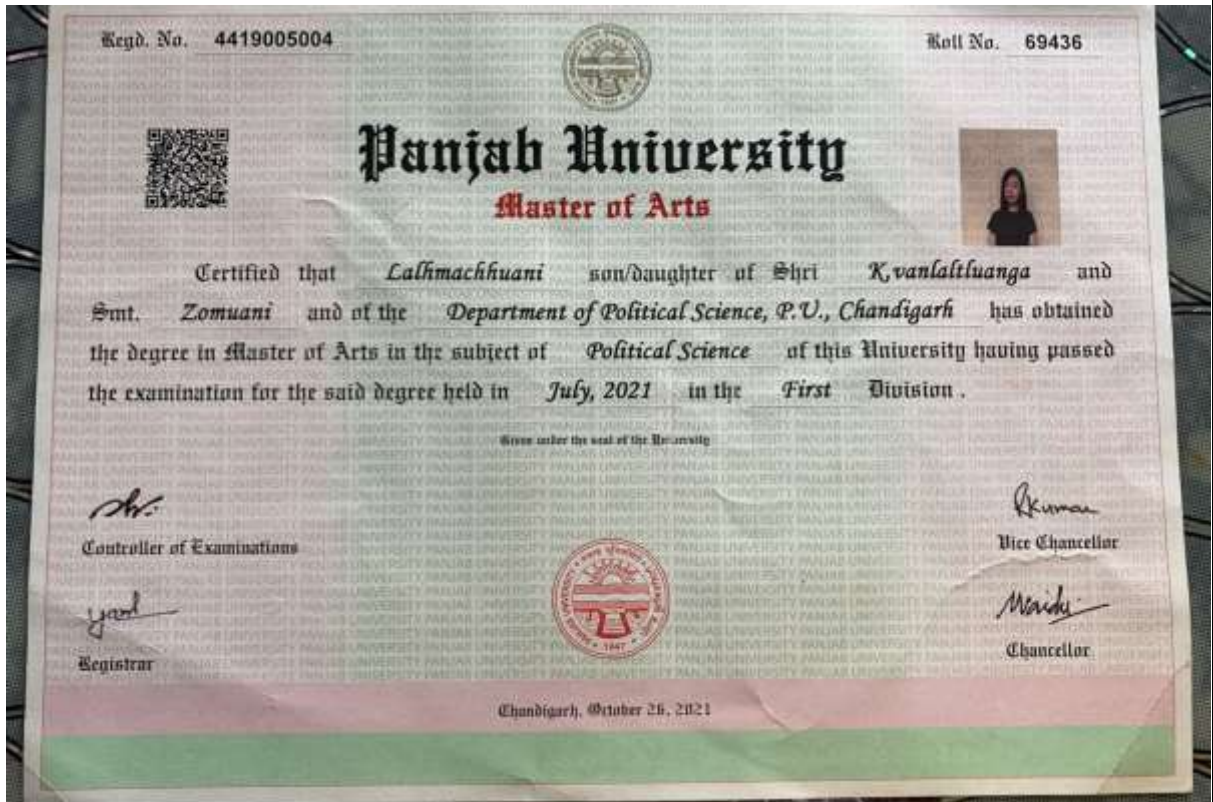 Regd. No. 4419005004 Roll No. 69436
Panjab University
Master of Arts
Certified that Lalhmachhuani son/daughter of Shri K,vanlaltluanga and
Smt. Zomuani and of the Department of Political Science, P.U., Chandigarh has obtained
the degree in Master of Arts in the subject of Political Science of this University having passed
the examination for the said degree held in July, 2021 in the First Division .
Given under the seal of the University
Controller of Examinations
Vice Chancellor
Registrar
Chancellor
Chandigarh, October 26, 2021